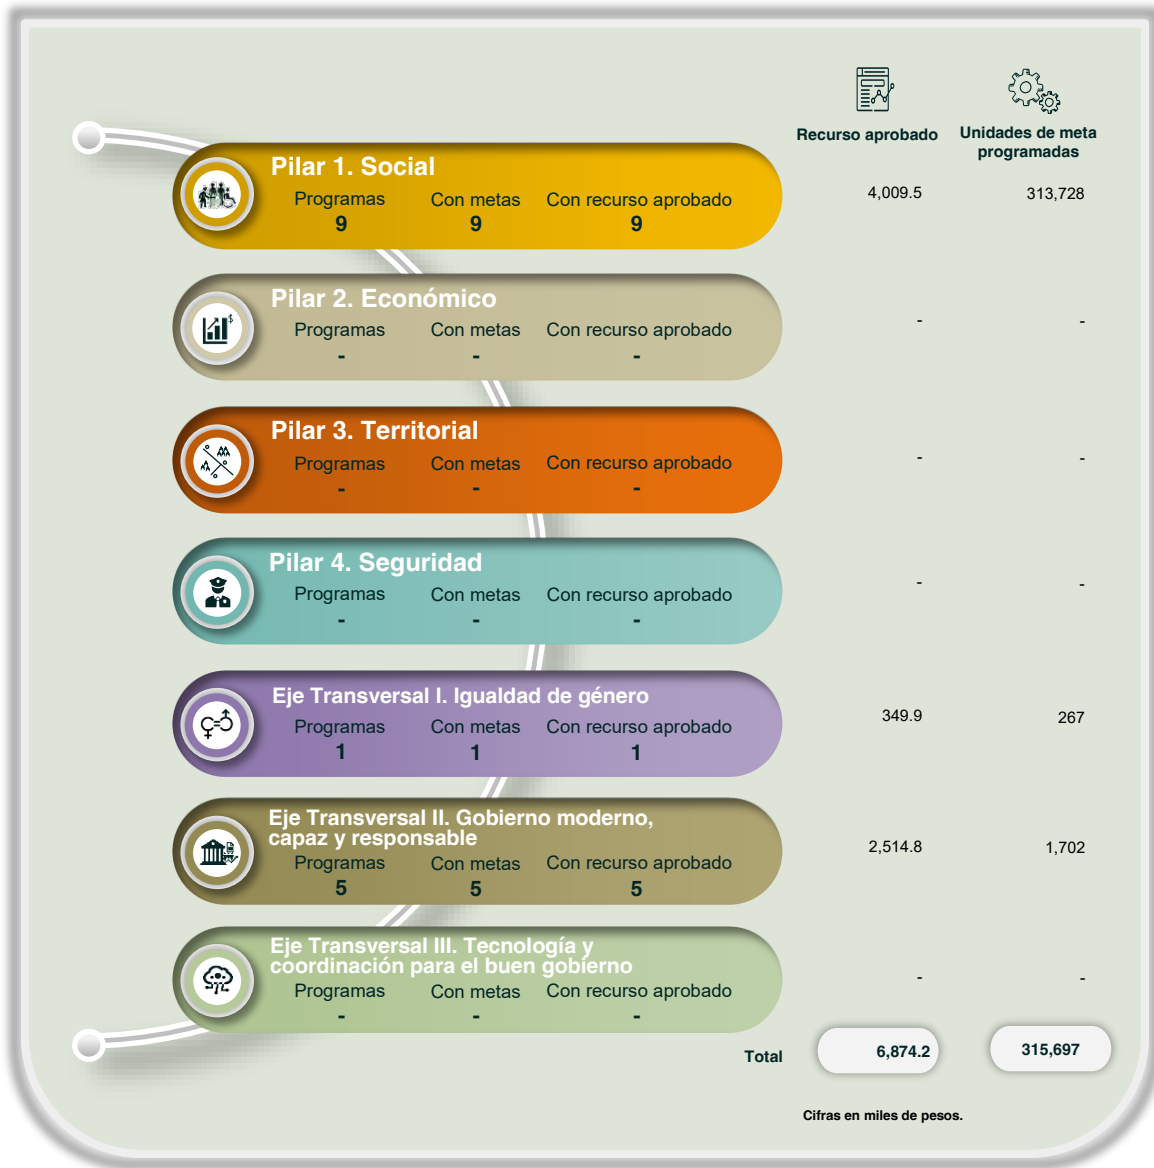 Recurso aprobado
Unidades de meta
programadas
Pilar 1. Social
Programas Con metas Con recurso aprobado
9 9 9
4,009.5 313,728
Pilar 2. Económico
Programas Con metas Con recurso aprobado
- - -
- -
Pilar 3. Territorial
Programas Con metas Con recurso aprobado
- - -
- -
Pilar 4. Seguridad
Programas Con metas Con recurso aprobado
- - -
- -
Eje Transversal I. Igualdad de género
Programas Con metas Con recurso aprobado
1 1 1
349.9 267
Eje Transversal II. Gobierno moderno,
capaz y responsable
Programas Con metas Con recurso aprobado
5 5 5
2,514.8 1,702
Eje Transversal III. Tecnología y
coordinación para el buen gobierno
Programas Con metas Con recurso aprobado
- - -
- -
Total 6,874.2 315,697
Cifras en miles de pesos.